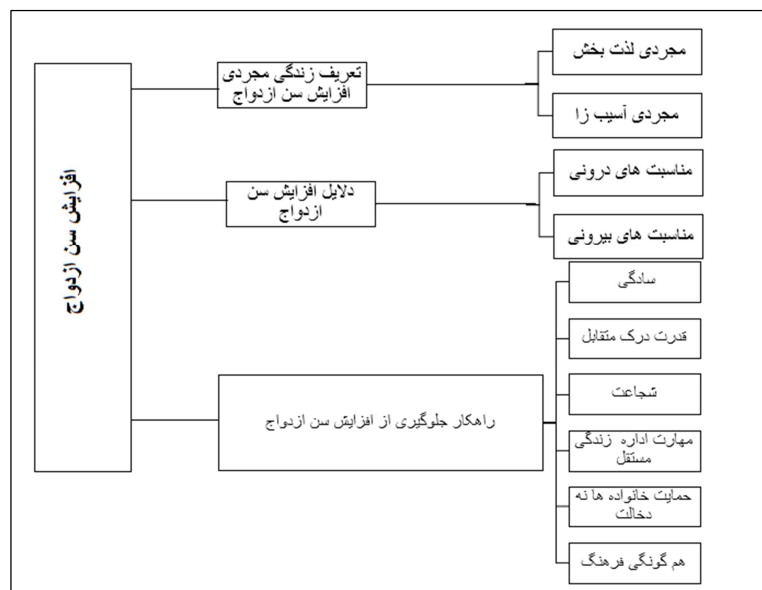 افزایش سن ازدواج
تعریف زندگی مجردی
افزایش سن ازدواج
مجردی لذت بخش
مجردی آسیب زا
دلایل افزایش سن
ازدواج
مناسبت های درونی
مناسبت های بیرونی
راهکار جلوگیری از افزایش سن ازدواج
سادگی
قدرت درک متقابل
شجاعت
مهارت اداره زندگی
مستقل
حمایت خانواده ها نه
دخالت
هم گونگی فرهنگ